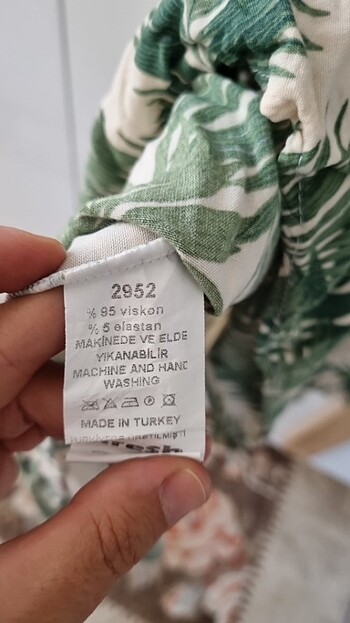 2952
% 95 viskon
% 5 elastan
MAKİNEDE VE ELDE
YIKANABİLİR
MACHINE AND HAND
WASHING
MADE IN TURKEY